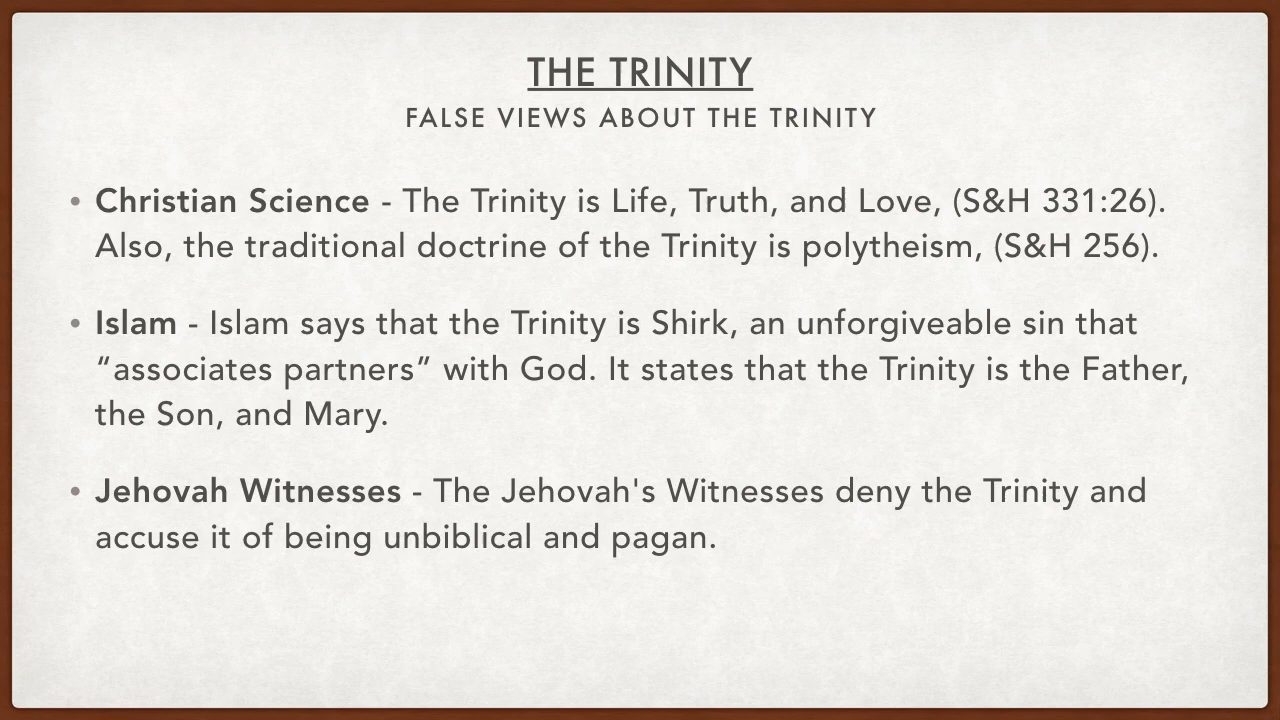 THE TRINITY
FALSE VIEWS ABOUT THE TRINITY
• Christian Science - The Trinity is Life, Truth, and Love, (S&H 331:26).
Also, the traditional doctrine of the Trinity is polytheism, (S&H 256).
• Islam - Islam says that the Trinity is Shirk, an unforgiveable sin that
“associates partners” with God. It states that the Trinity is the Father,
the Son, and Mary.
• Jehovah Witnesses - The Jehovah's Witnesses deny the Trinity and
accuse it of being unbiblical and pagan.